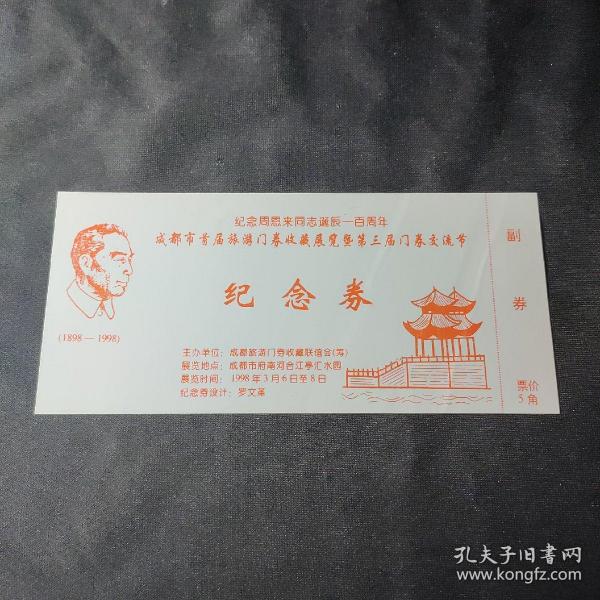 纪念周恩来同志诞辰一百周年
成都市首届旅游门券收藏展览暨第三届门券交流节
纪念券
(1898—1998)
主办单位：成都旅游门券收藏联谊会(筹)
展览地点：成都市府南河合江亭汇水园
展览时间：1998年3月6日至8日
纪念券设计：罗文革
副券
票价
5角
孔夫子旧书网
www.kongfz.com